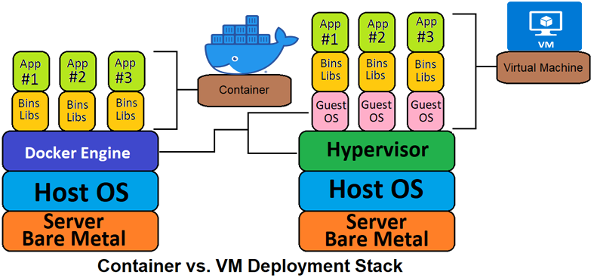 App
#1
App
#2
App
#3
Bins
Libs
Bins
Libs
Bins
Libs
Container
Docker Engine
Host OS
Server
Bare Metal
App
#1
App
#2
App
#3
Bins
Libs
Bins
Libs
Bins
Libs
Guest
OS
Guest
OS
Guest
OS
VM
Virtual Machine
Hypervisor
Host OS
Server
Bare Metal
Container vs. VM Deployment Stack